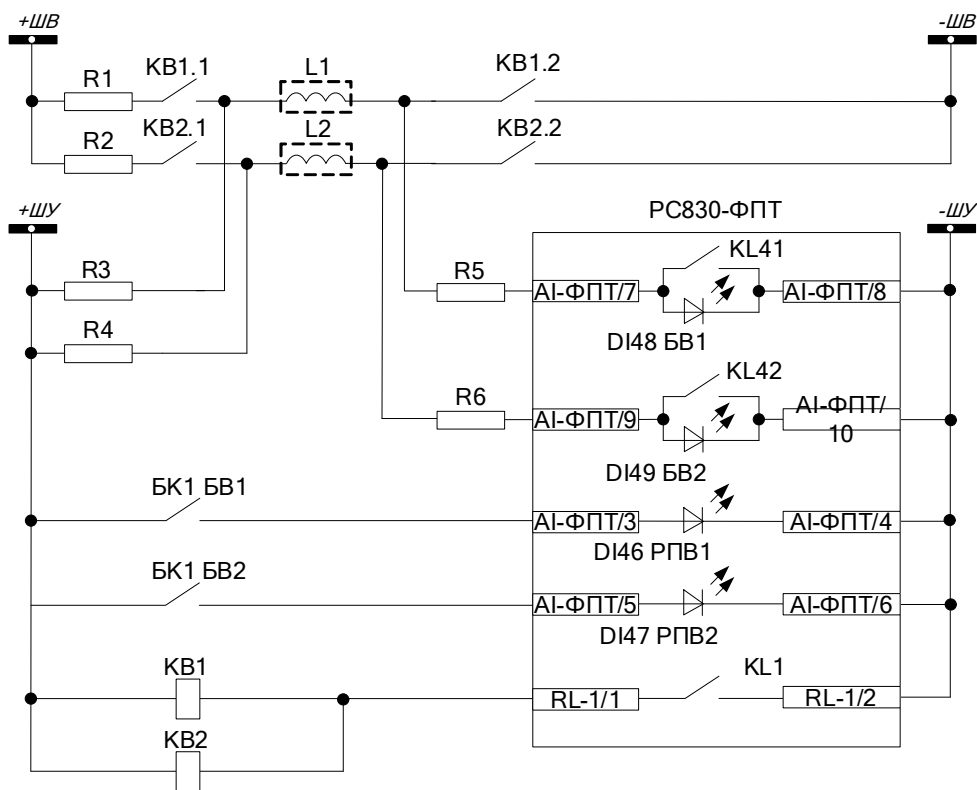 +ШВ
-ШВ
R1
KB1.1
L1
KB1.2
R2
KB2.1
L2
KB2.2
+ШУ
-ШУ
РС830-ФПТ
R3
R5
AI-ФПТ/7
KL41
AI-ФПТ/8
DI48 БВ1
R4
R6
AI-ФПТ/9
KL42
AI-ФПТ/
10
DI49 БВ2
БК1 БВ1
AI-ФПТ/3
AI-ФПТ/4
DI46 РПВ1
БК1 БВ2
AI-ФПТ/5
AI-ФПТ/6
DI47 РПВ2
KB1
KL1
RL-1/1
RL-1/2
KB2